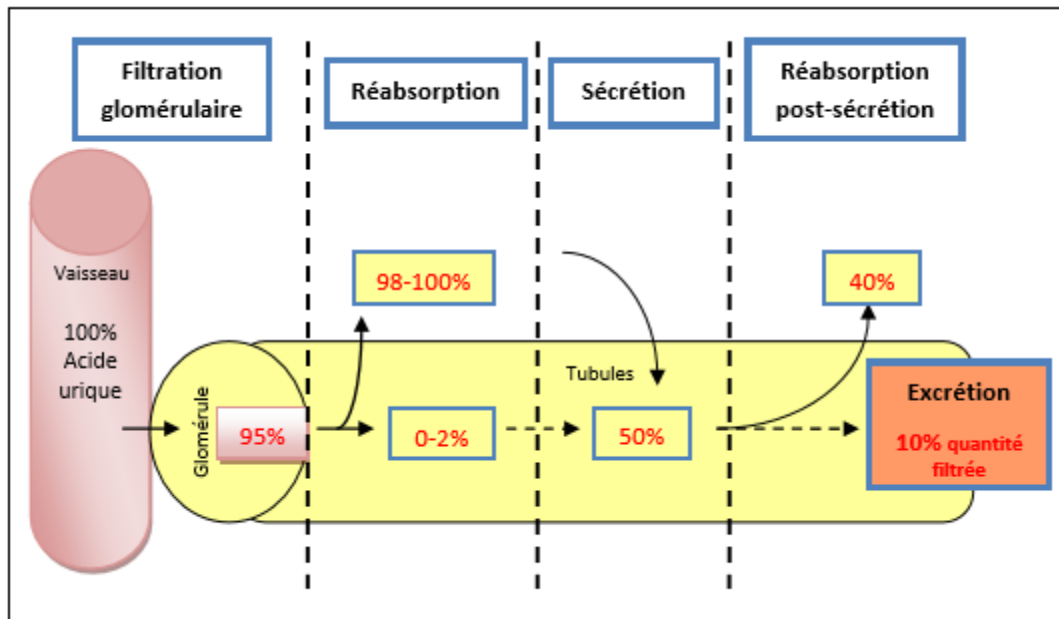 Filtration
glomérulaire
Réabsorption
Sécrétion
Réabsorption
post-sécrétion
Vaisseau
100%
Acide
urique
Glomérule
95%
98-100%
0-2%
Tubules
50%
40%
Excrétion
10% quantité
filtrée